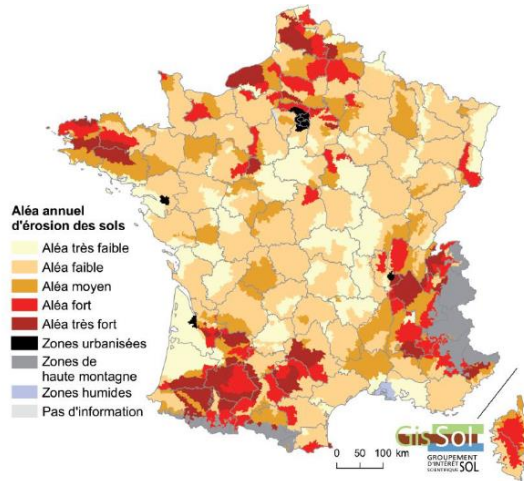 Aléa annuel
d'érosion des sols
Aléa très faible
Aléa faible
Aléa moyen
Aléa fort
Aléa très fort
Zones urbanisées
Zones de
haute montagne
Zones humides
Pas d'information
0 50 100 km
GisSol
GROUPEMENT
D'INTÉRÊT
SCIENTIFIQUE SOL